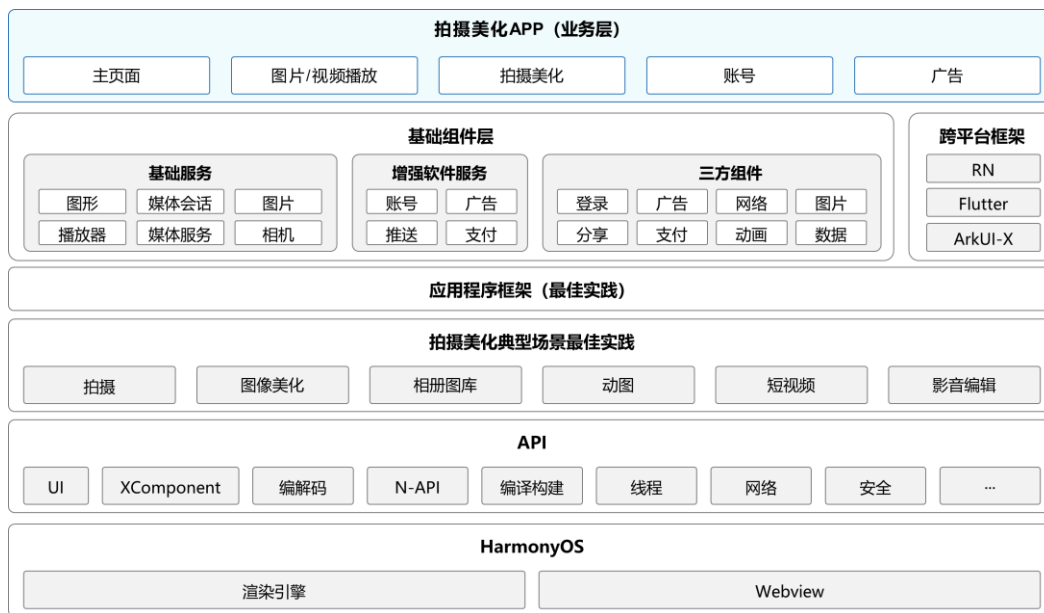 拍摄美化APP（业务层）
主页面 图片/视频播放 拍摄美化 账号 广告
基础组件层
基础服务
图形 媒体会话 图片
播放器 媒体服务 相机
增强软件服务
账号 广告
推送 支付
三方组件
登录 广告 网络 图片
分享 支付 动画 数据
跨平台框架
RN
Flutter
ArkUI-X
应用程序框架（最佳实践）
拍摄美化典型场景最佳实践
拍摄 图像美化 相册图库 动图 短视频 影音编辑
API
UI XComponent 编解码 N-API 编译构建 线程 网络 安全 ...
HarmonyOS
渲染引擎 Webview